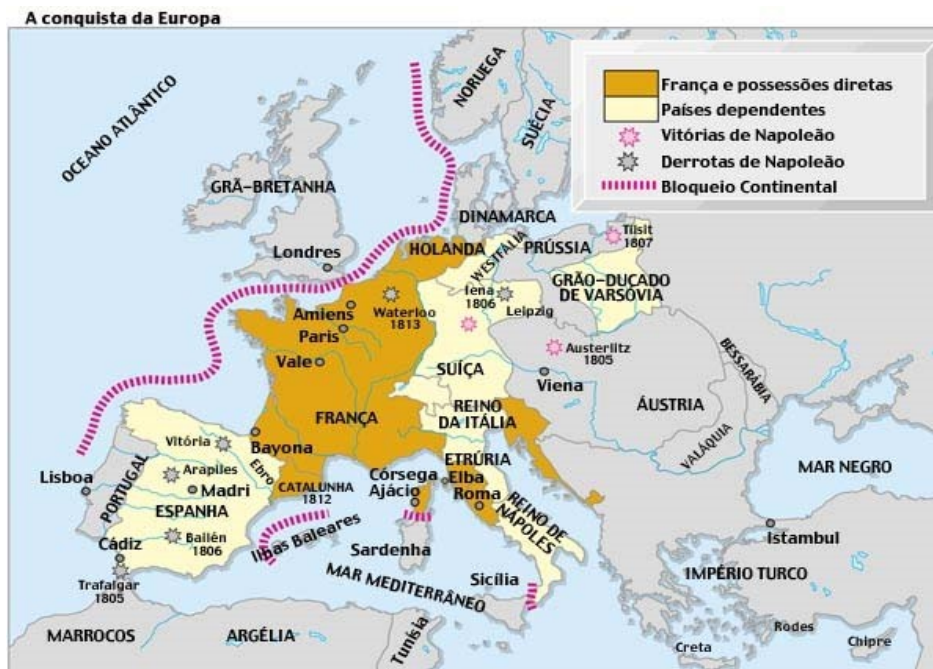 A conquista da Europa
França e possessões diretas
Países dependentes
Vitórias de Napoleão
Derrotas de Napoleão
Bloqueio Continental
OCEANO ATLÂNTICO
NORUEGA
SUÉCIA
GRÃ-BRETANHA
DINAMARCA
Londres
HOLANDA
WESTFÁLIA
PRÚSSIA
Tilsit
1807
GRÃO-DUCADO
DE VARSÓVIA
Iena
1806
Leipzig
Amiens
Waterloo
1813
Paris
Vale
Austerlitz
1805
Viena
SUÍÇA
ÁUSTRIA
BESSARÁBIA
VALÁQUIA
FRANÇA
REINO
DA ITÁLIA
MAR NEGRO
Vitória
Bayona
Ebro
ETRÚRIA
Lisboa
PORTUGAL
Arapiles
Madri
CATALUNHA
1812
Córsega
Ajácio
Elba
Roma
REINO DE
NÁPOLES
ESPANHA
Bailén
1806
Ilhas Baleares
Sardenha
Istambul
Cádiz
Trafalgar
1805
MAR MEDITERRÂNEO
Sicília
IMPÉRIO TURCO
MARROCOS
ARGÉLIA
Tunísia
Creta
Rodes
Chipre